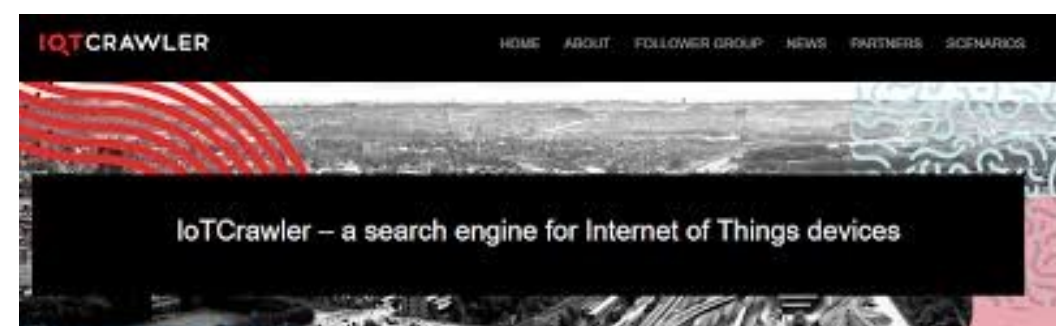 IOTCRAWLER
HOME ABOUT FOLLOWER GROUP NEWS PARTNERS SCENARIOS
IoTCrawler – a search engine for Internet of Things devices